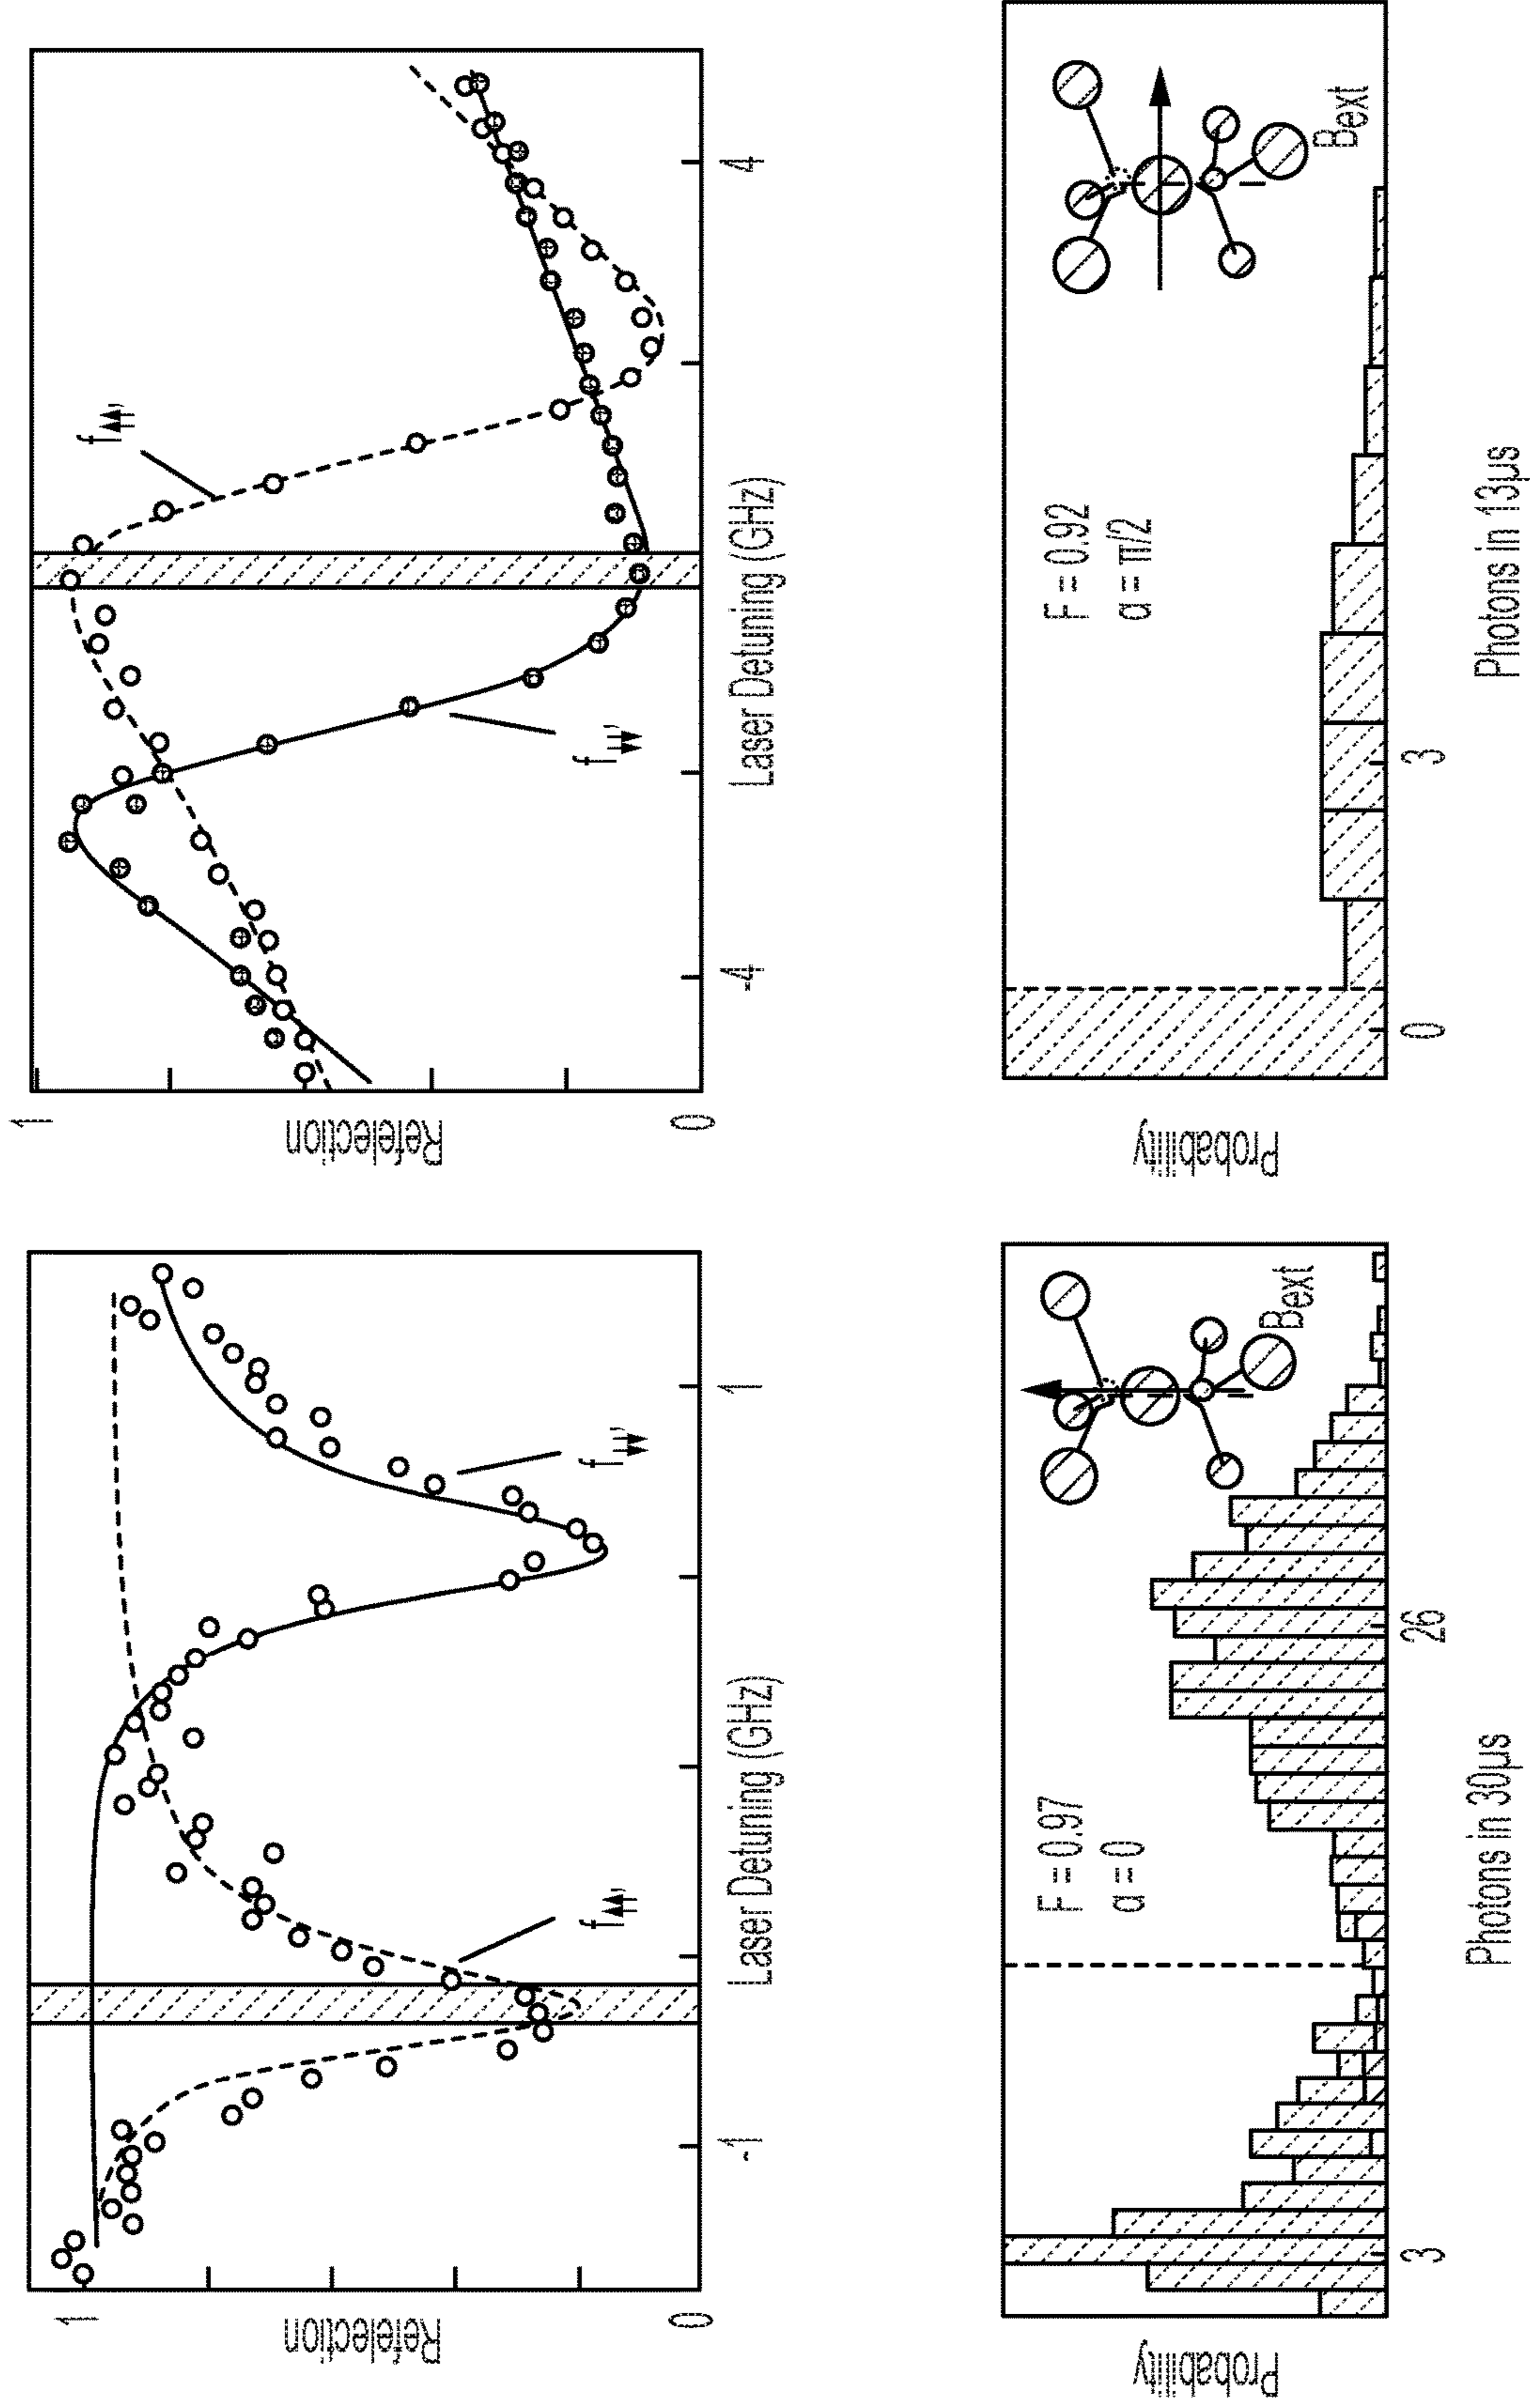 1
Refelection
0
-1
1
Laser Detuning (GHz)
f↑↑'
f↓↓'
1
Refelection
0
-4
4
Laser Detuning (GHz)
f↑↑'
f↓↓'
Probability
F = 0.97
α = 0
Bext
3
26
Photons in 30µs
Probability
F = 0.92
α = π/2
Bext
0
3
Photons in 13µs